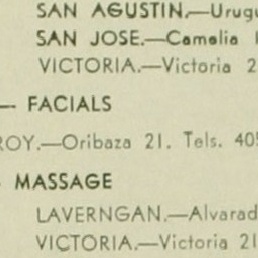 SAN AGUSTIN.—Urugu
SAN JOSE.—Camelia
VICTORIA.—Victoria 2
— FACIALS
ROY.—Oribaza 21. Tels. 405
MASSAGE
LAVERNGAN.—Alvarad
VICTORIA.—Victoria 21